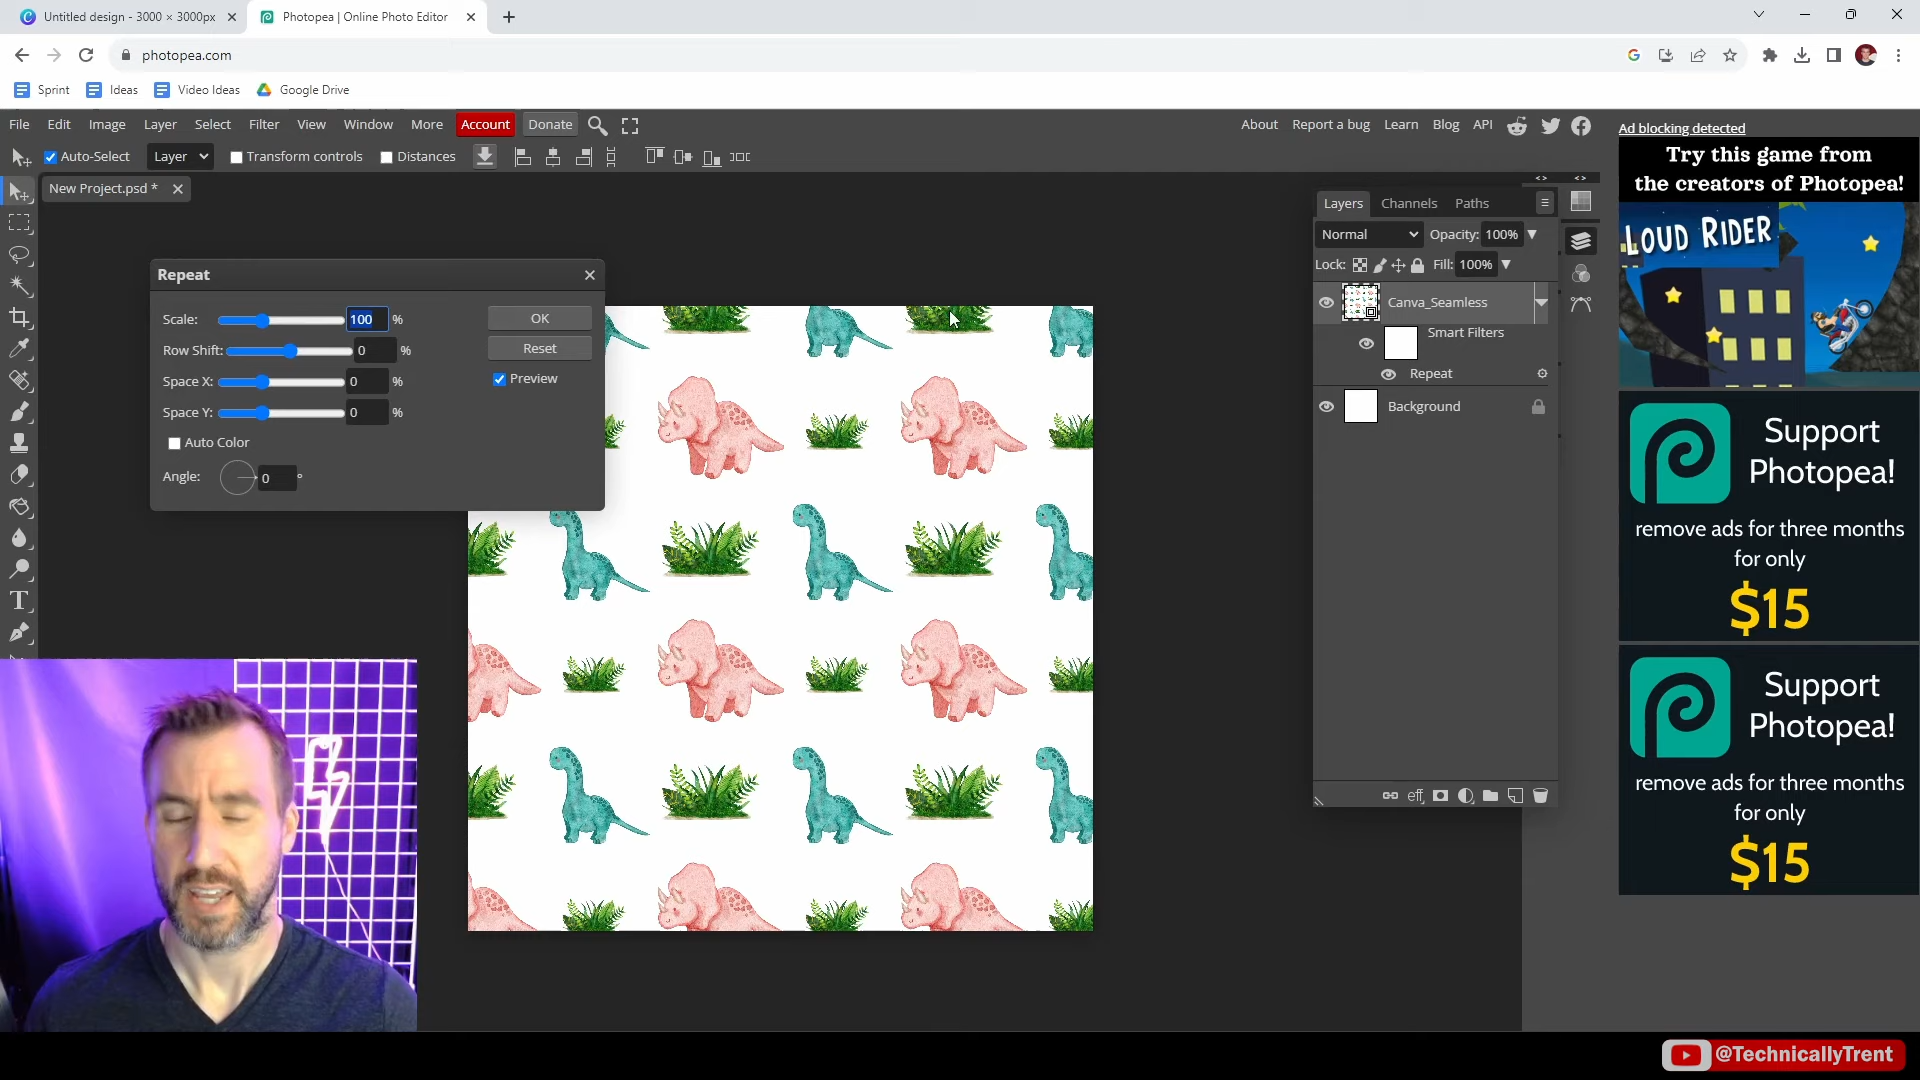 Untitled design - 3000 × 3000px
Photopea | Online Photo Editor
photopea.com
Sprint
Ideas
Video Ideas
Google Drive
File Edit Image Layer Select Filter View Window More Account Donate
About Report a bug Learn Blog API
Auto-Select
Layer
Transform controls
Distances
New Project.psd *
Repeat
Scale: 100 %
OK
Row Shift: 0 %
Reset
Space X: 0 %
Preview
Space Y: 0 %
Auto Color
Angle: 0 °
Layers Channels Paths
Normal
Opacity: 100%
Lock:
Fill: 100%
Canva_Seamless
Smart Filters
Repeat
Background
eff
T
Ad blocking detected
Try this game from
the creators of Photopea!
LOUD RIDER
Support
Photopea!
remove ads for three months
for only
$15
Support
Photopea!
remove ads for three months
for only
$15
@TechnicallyTrent